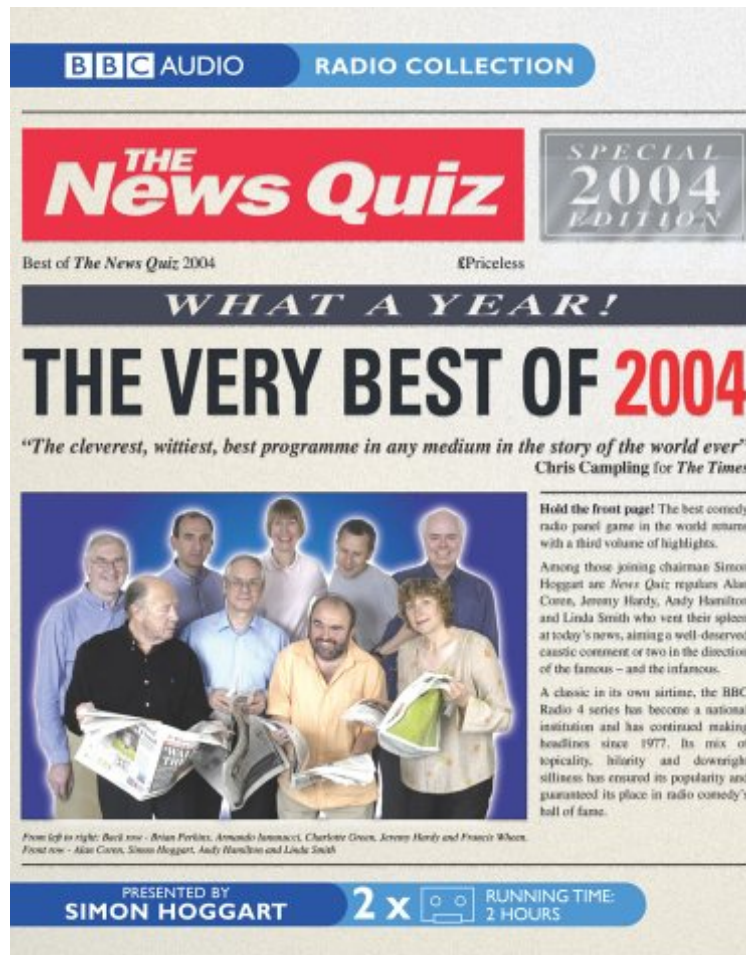 BBC AUDIO RADIO COLLECTION
THE
News Quiz
SPECIAL
2004
EDITION
Best of The News Quiz 2004 £Priceless
WHAT A YEAR!
THE VERY BEST OF 2004
“The cleverest, wittiest, best programme in any medium in the story of the world ever”
Chris Campling for The Times
Hold the front page! The best comedy
radio panel game in the world returns
with a third volume of highlights.
Among those joining chairman Simon
Hoggart are News Quiz regulars Alan
Coren, Jeremy Hardy, Andy Hamilton
and Linda Smith who vent their spleen
at today's news, aiming a well-deserved
caustic comment or two in the direction
of the famous – and the infamous.
A classic in its own airtime, the BBC
Radio 4 series has become a national
institution and has continued making
headlines since 1977. Its mix of
topicality, hilarity and downright
silliness has ensured its popularity and
guaranteed its place in radio comedy's
hall of fame.
From left to right: Back row - Brian Perkins, Armando Iannucci, Charlotte Green, Jeremy Hardy and Francis Wheen.
Front row - Alan Coren, Simon Hoggart, Andy Hamilton and Linda Smith
PRESENTED BY
SIMON HOGGART
2 x
RUNNING TIME:
2 HOURS